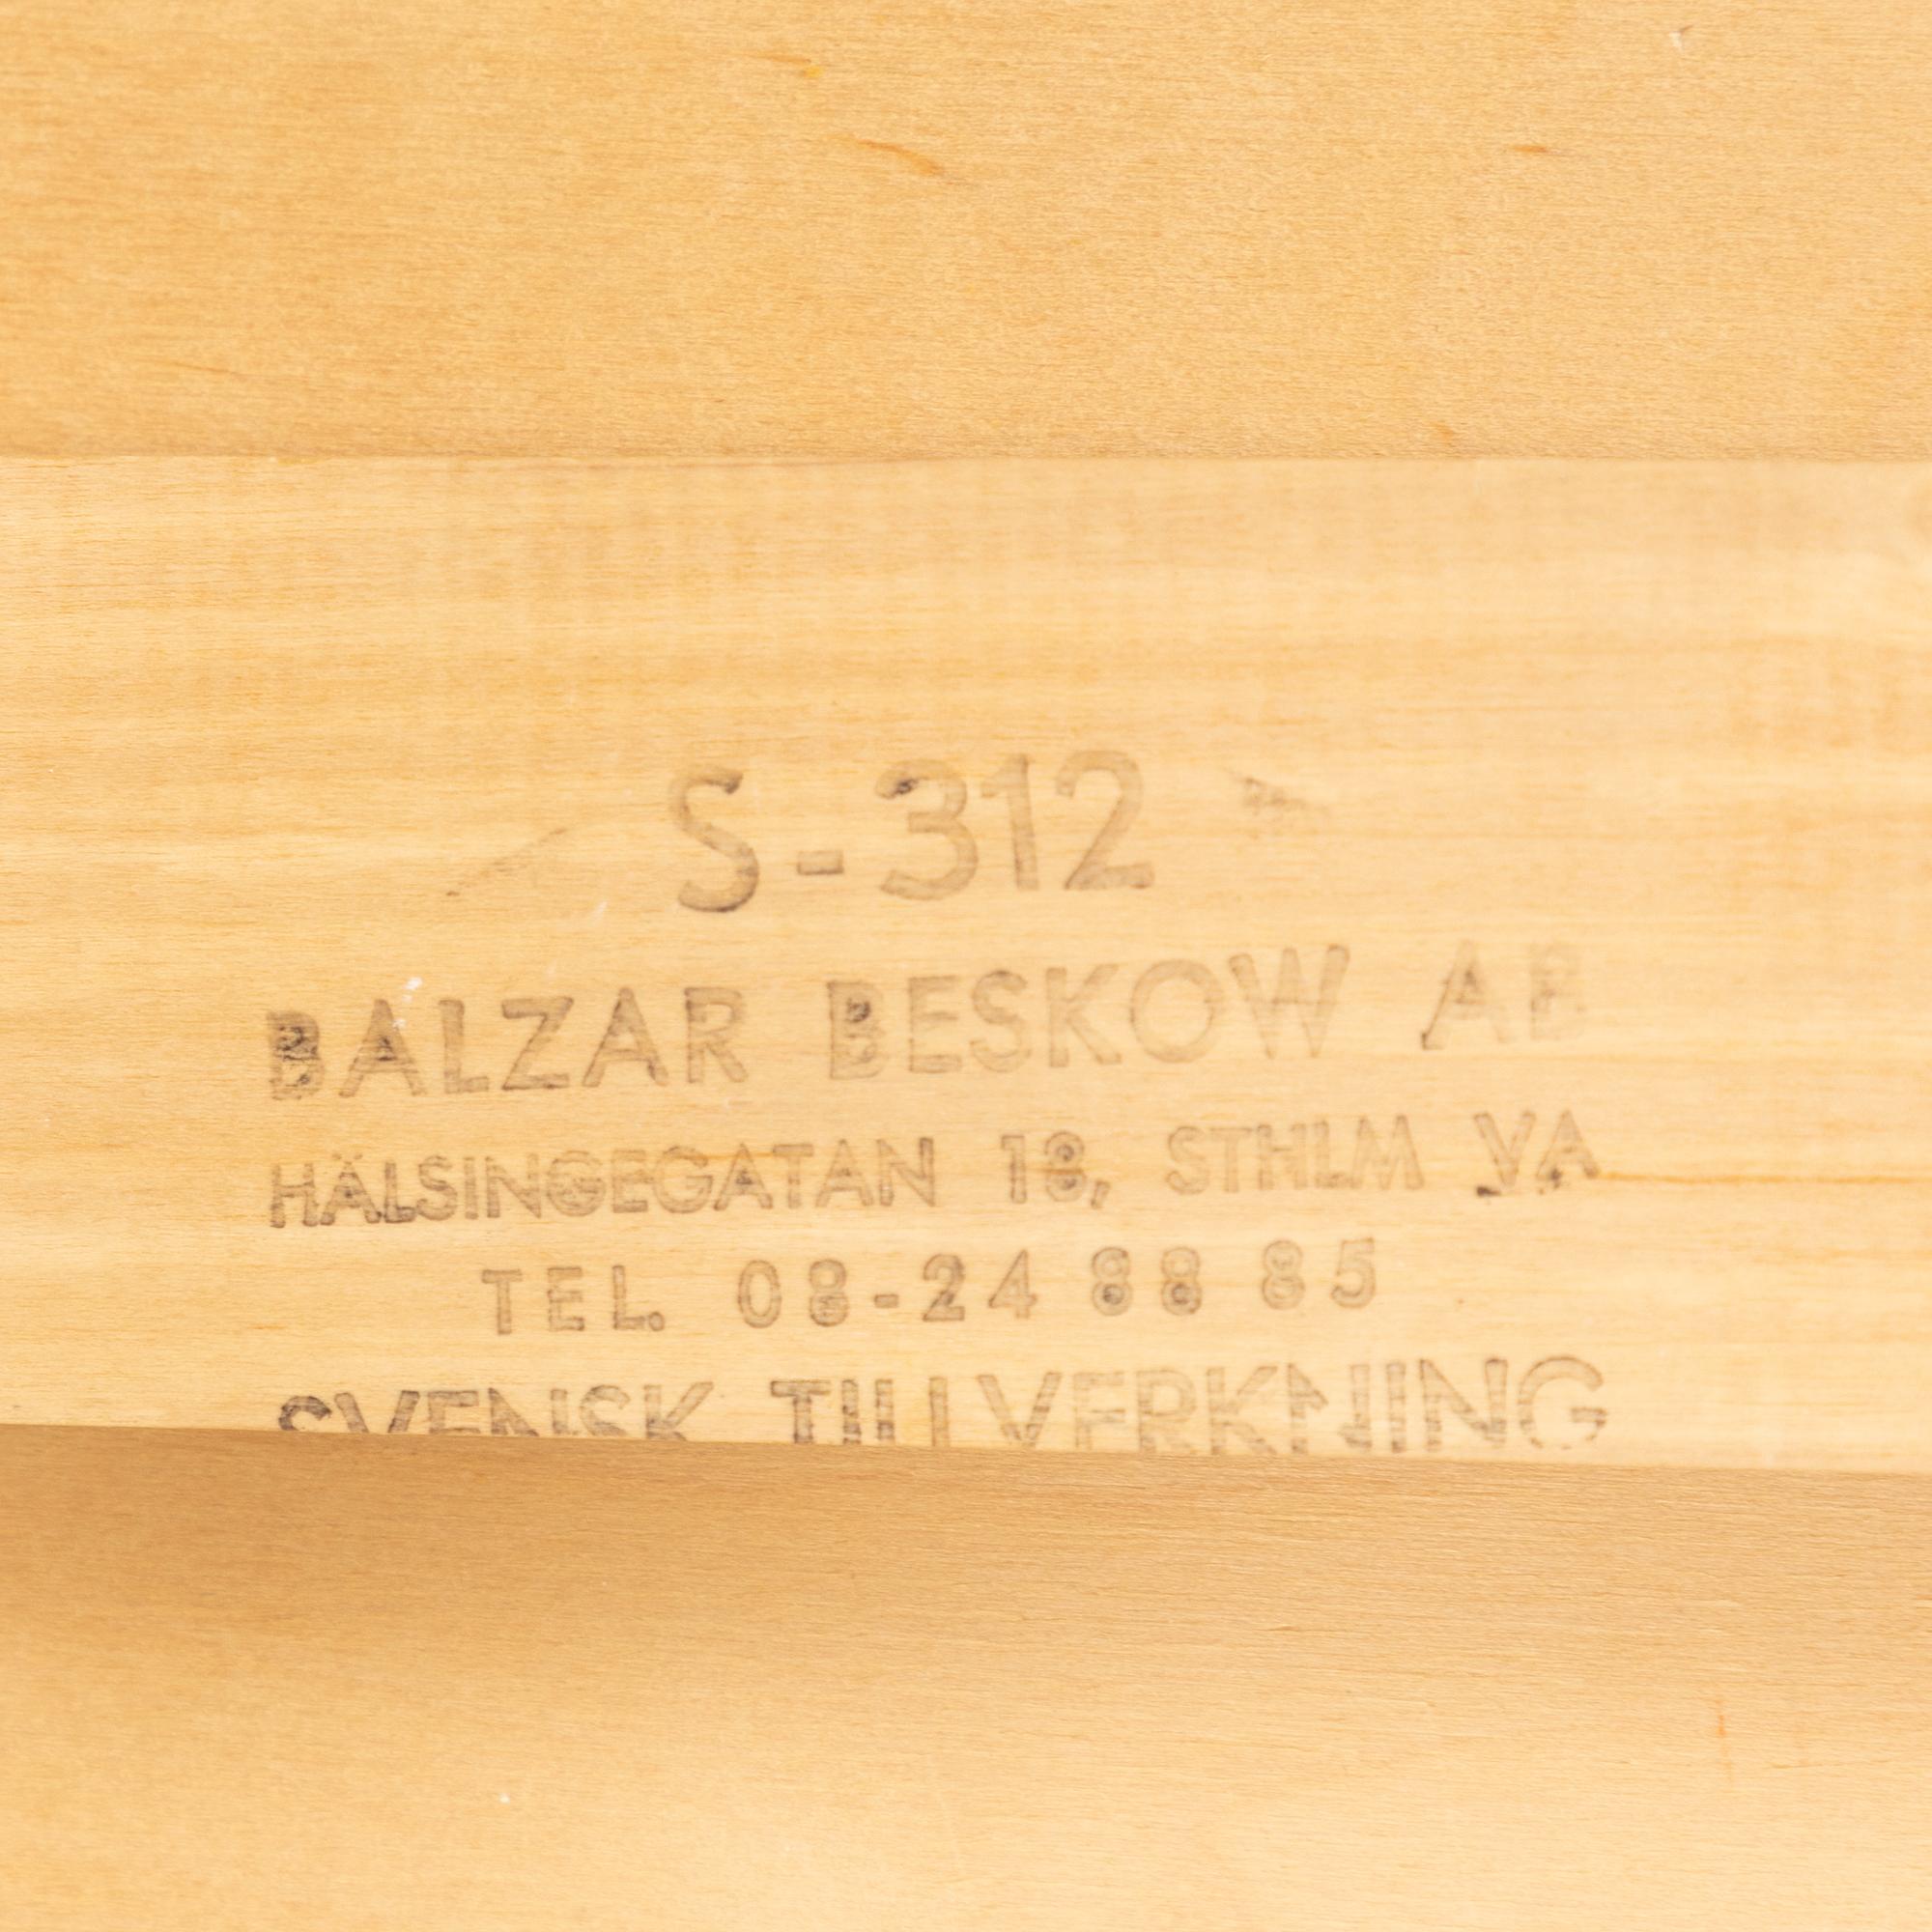 S-312
BALZAR BESKOW AB
HÄLSINGEGATAN 18, STHLM VA
TEL. 08-24 88 85
SVENSK TILLVERKNING